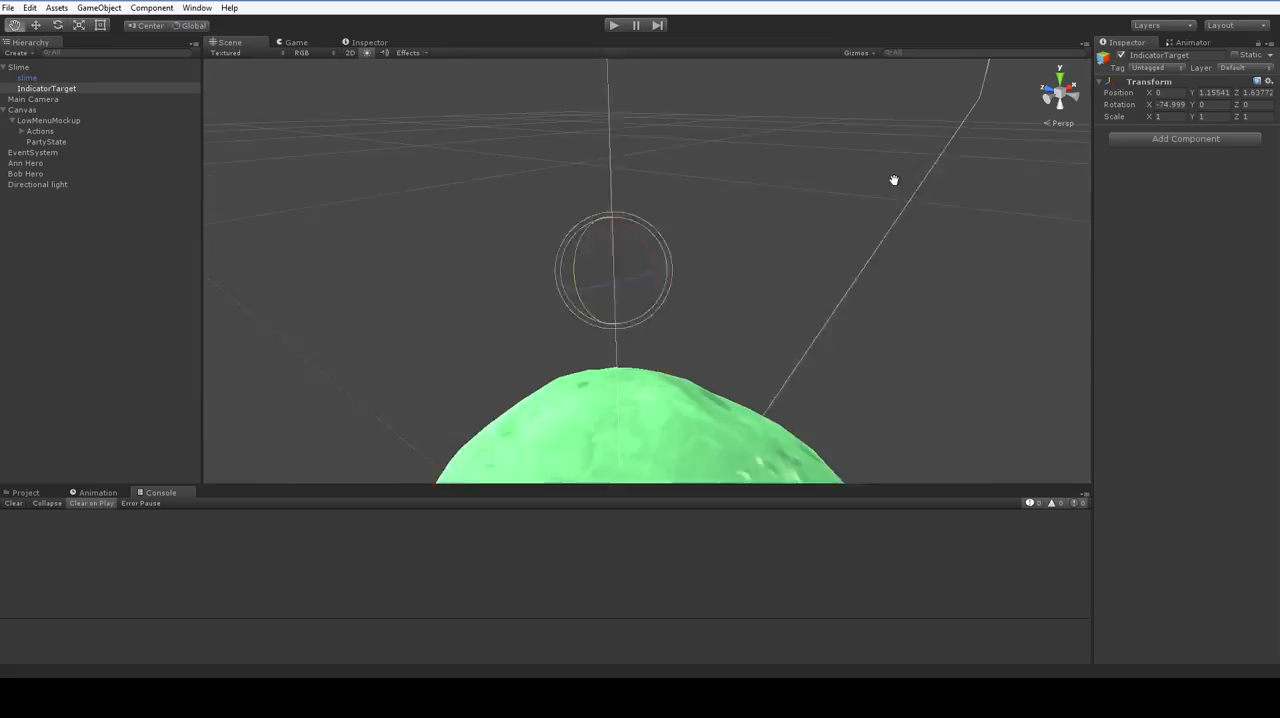 File Edit Assets GameObject Component Window Help
Center Global Layers Layout
Hierarchy Scene Game Inspector Inspector Animator
Create All Textured RGB 2D Effects Gizmos All IndicatorTarget Static
Slime Tag Untagged Layer Default
slime Transform
IndicatorTarget Position X 0 Y 1.15541 Z 1.63772
Main Camera Rotation X -74.999 Y 0 Z 0
Canvas Scale X 1 Y 1 Z 1
LowMenuMockup
Actions Add Component
PartyState
EventSystem
Ann Hero
Bob Hero
Directional light
y
x
z
Persp
Project Animation Console
Clear Collapse Clear on Play Error Pause 0 0 0